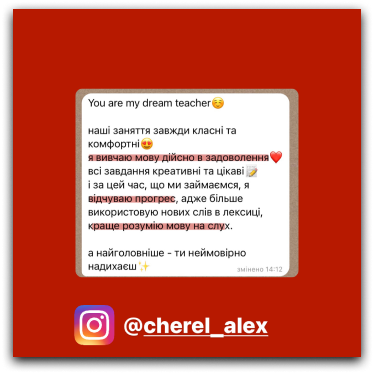 You are my dream teacher☺️
наші заняття завжди класні та
комфортні😍
я вивчаю мову дійсно в задоволення❤️
всі завдання креативні та цікаві📝
і за цей час, що ми займаємся, я
відчуваю прогрес, адже більше
використовую нових слів в лексиці,
краще розумію мову на слух.
а найголовніше - ти неймовірно
надихаєш✨
змінено 14:12
@cherel_alex